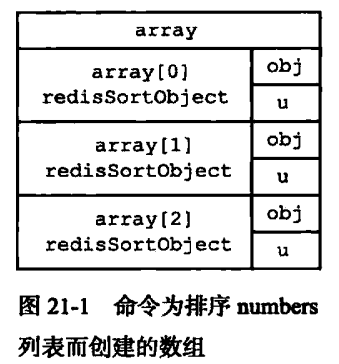 array
array[0]
redisSortObject
obj
u
array[1]
redisSortObject
obj
u
array[2]
redisSortObject
obj
u
图 21-1 命令为排序 numbers
列表而创建的数组